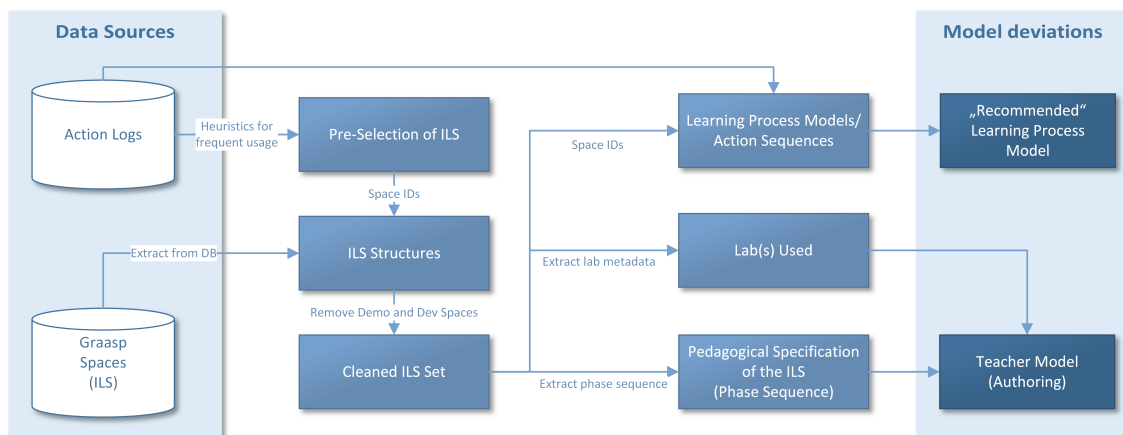 Data Sources
Model deviations
Action Logs
Heuristics for
frequent usage
Pre-Selection of ILS
Space IDs
Learning Process Models/
Action Sequences
„Recommended“
Learning Process
Model
Space IDs
Extract from DB
ILS Structures
Extract lab metadata
Lab(s) Used
Remove Demo and Dev Spaces
Graasp
Spaces
(ILS)
Cleaned ILS Set
Extract phase sequence
Pedagogical Specification
of the ILS
(Phase Sequence)
Teacher Model
(Authoring)